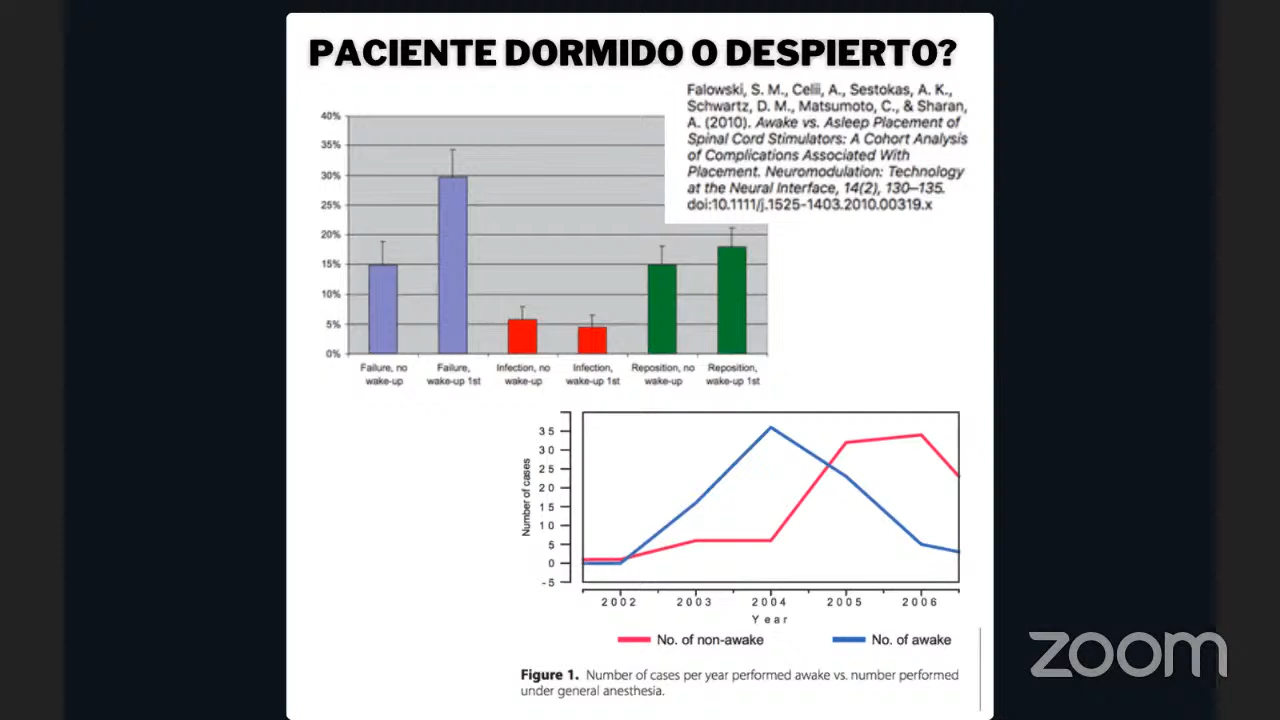 PACIENTE DORMIDO O DESPIERTO?
Falowski, S. M., Celii, A., Sestokas, A. K.,
Schwartz, D. M., Matsumoto, C., & Sharan,
A. (2010). Awake vs. Asleep Placement of
Spinal Cord Stimulators: A Cohort Analysis
of Complications Associated With
Placement. Neuromodulation: Technology
at the Neural Interface, 14(2), 130–135.
doi:10.1111/j.1525-1403.2010.00319.x
40%
35%
30%
25%
20%
15%
10%
5%
0%
Failure, no wake-up
Failure, wake-up 1st
Infection, no wake-up
Infection, wake-up 1st
Reposition, no wake-up
Reposition, wake-up 1st
Number of cases
35
30
25
20
15
10
5
0
-5
2002 2003 2004 2005 2006
Year
No. of non-awake No. of awake
Figure 1. Number of cases per year performed awake vs. number performed
under general anesthesia.
zoom